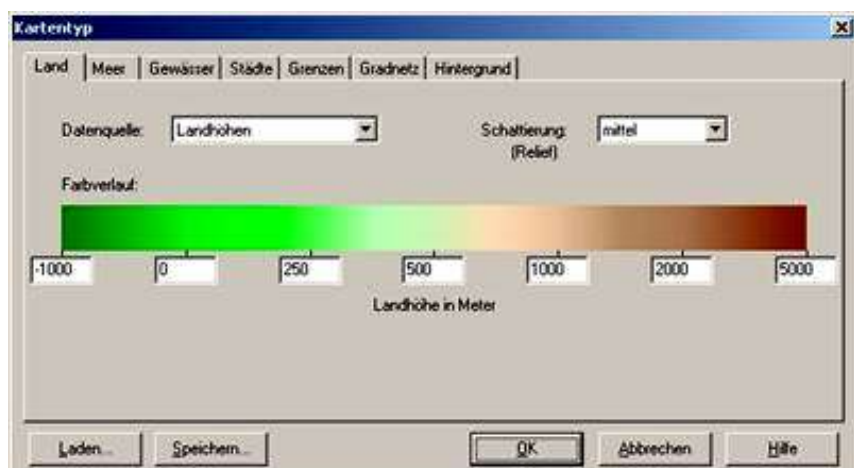 Kartentyp
Land Meer Gewässer Städte Grenzen Gradnetz Hintergrund
Datenquelle: Landhöhen Schattierung: mittel
(Relief)
Farbverlauf:
-1000 0 250 500 1000 2000 5000
Landhöhe in Meter
Laden... Speichern... OK Abbrechen Hilfe